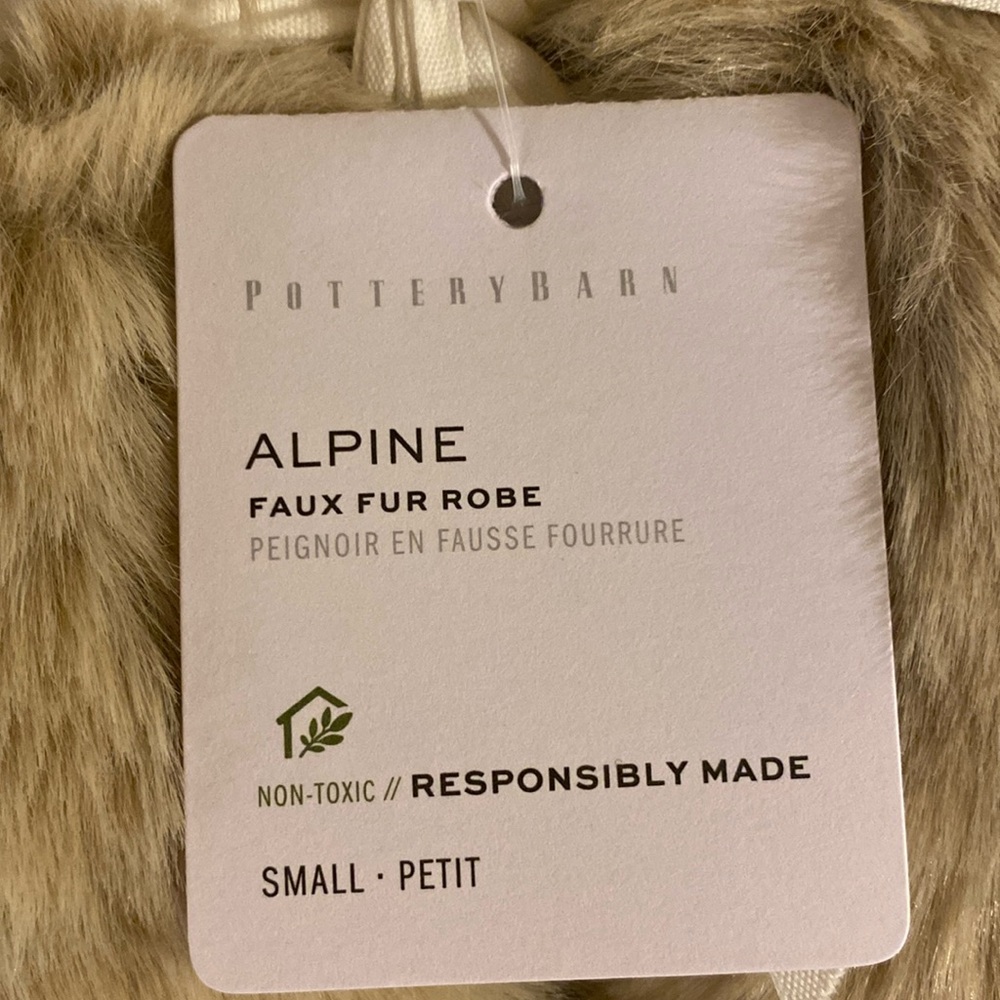 POTTERYBARN
ALPINE
FAUX FUR ROBE
PEIGNOIR EN FAUSSE FOURRURE
NON-TOXIC // RESPONSIBLY MADE
SMALL · PETIT